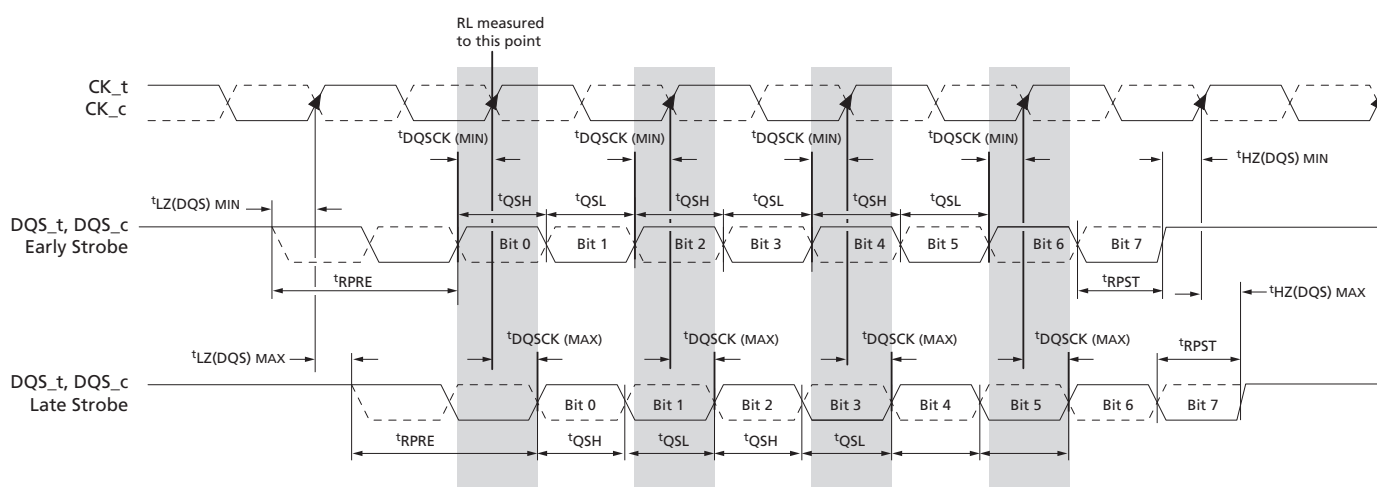 RL measured
to this point
CK_t
CK_c
tDQSCK (MIN)
tDQSCK (MIN)
tDQSCK (MIN)
tDQSCK (MIN)
tHZ(DQS) MIN
tLZ(DQS) MIN
tQSH
tQSL
tQSH
tQSL
tQSH
tQSL
DQS_t, DQS_c
Early Strobe
Bit 0
Bit 1
Bit 2
Bit 3
Bit 4
Bit 5
Bit 6
Bit 7
tRPRE
tRPST
tHZ(DQS) MAX
tLZ(DQS) MAX
tDQSCK (MAX)
tDQSCK (MAX)
tDQSCK (MAX)
tDQSCK (MAX)
tRPST
DQS_t, DQS_c
Late Strobe
Bit 0
Bit 1
Bit 2
Bit 3
Bit 4
Bit 5
Bit 6
Bit 7
tRPRE
tQSH
tQSL
tQSH
tQSL